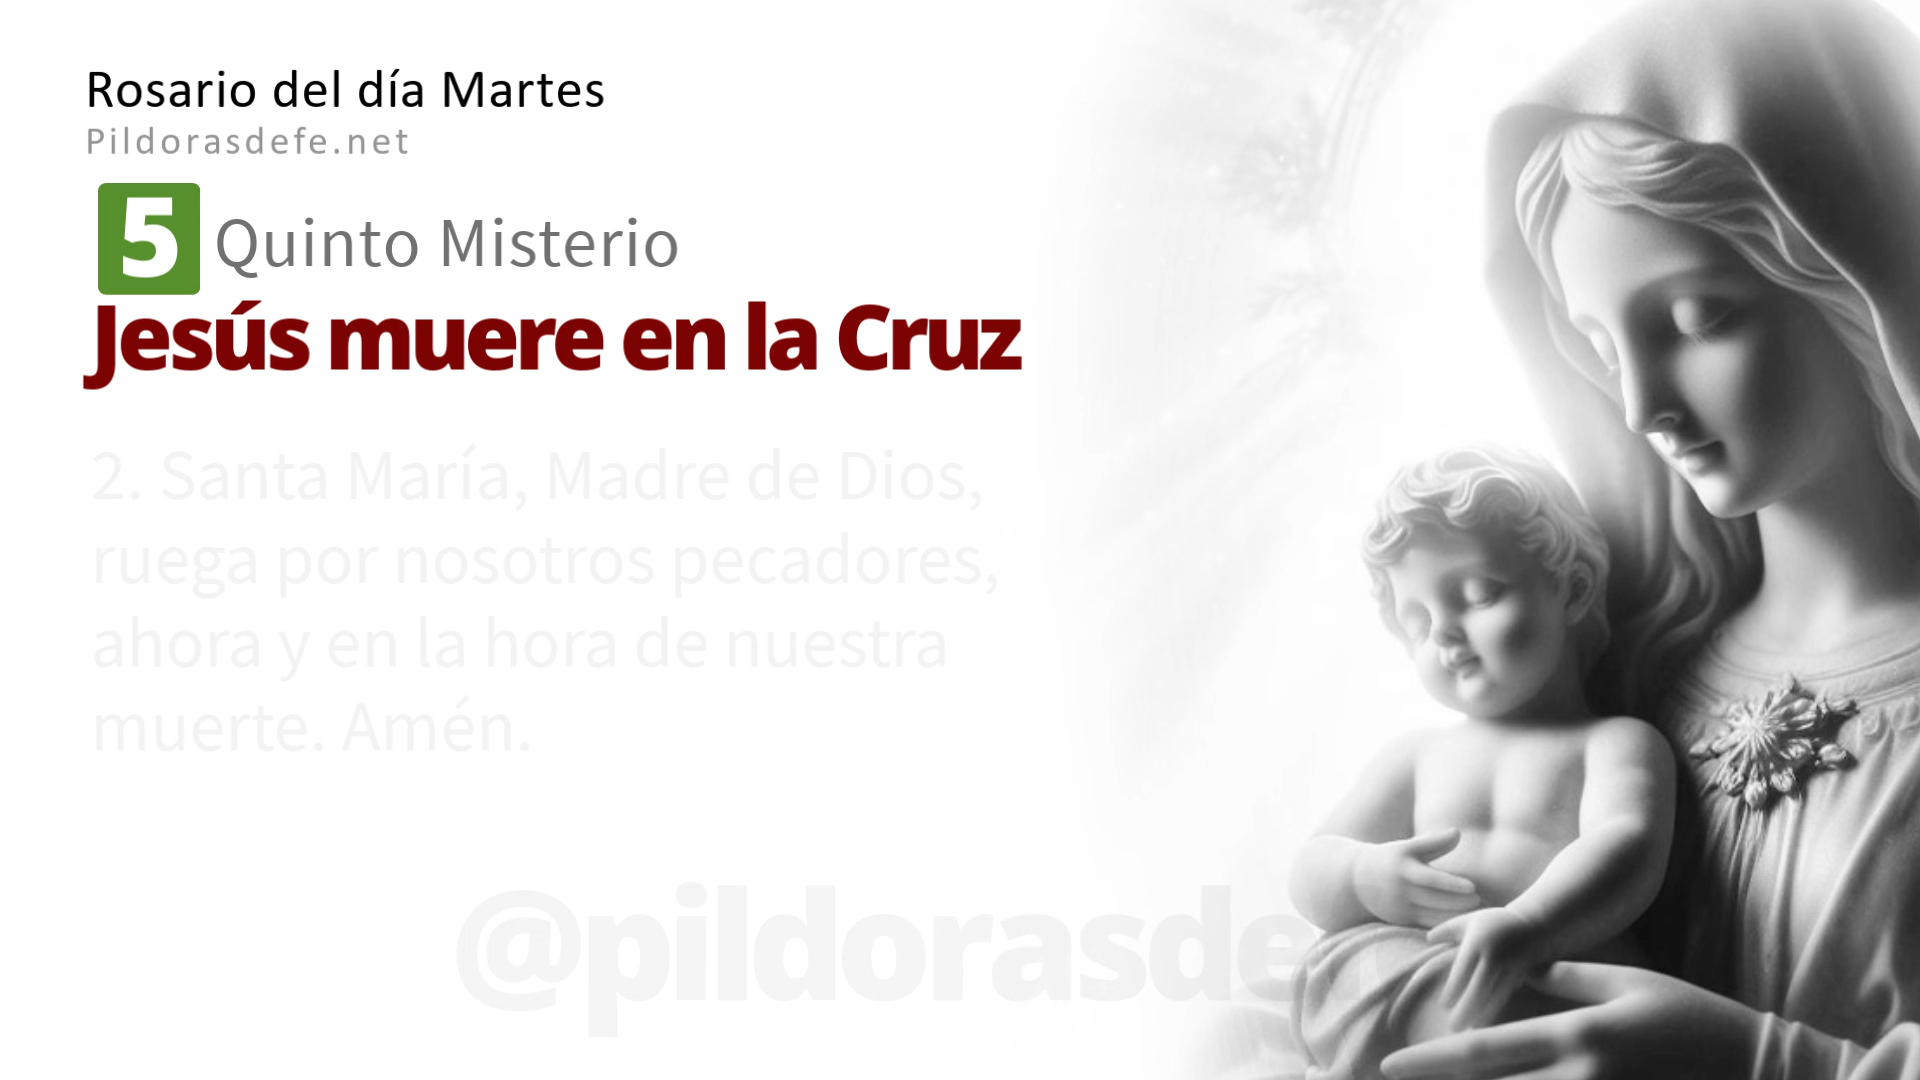 Rosario del día Martes
Pildorasdefe.net
5 Quinto Misterio
Jesús muere en la Cruz
2. Santa María, Madre de Dios,
ruega por nosotros pecadores,
ahora y en la hora de nuestra
muerte. Amén.
@pildorasde